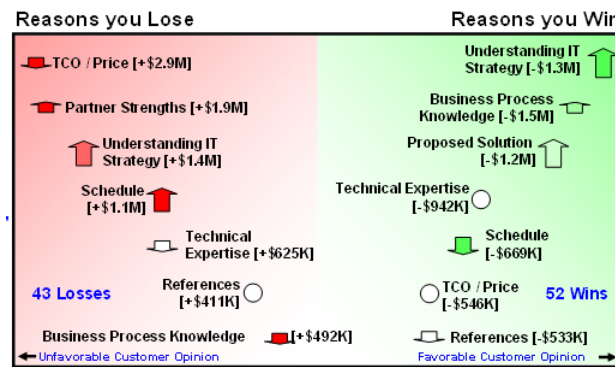 Reasons you Lose
Reasons you Win
TCO / Price [+$2.9M]
Partner Strengths [+$1.9M]
Understanding IT
Strategy [+$1.4M]
Schedule
[+$1.1M]
Technical
Expertise [+$625K]
References
[+$411K]
43 Losses
Business Process Knowledge [+$492K]
Unfavorable Customer Opinion
Understanding IT
Strategy [-$1.3M]
Business Process
Knowledge [-$1.5M]
Proposed Solution
[-$1.2M]
Technical Expertise
[-$942K]
Schedule
[-$669K]
TCO / Price
[-$546K]
52 Wins
References [-$533K]
Favorable Customer Opinion